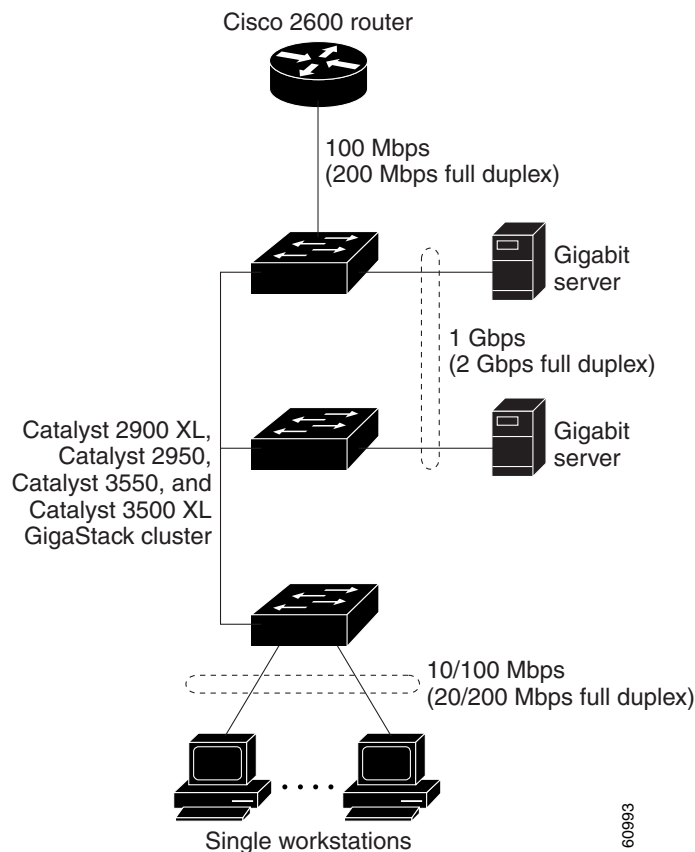 Cisco 2600 router
100 Mbps
(200 Mbps full duplex)
Gigabit
server
1 Gbps
(2 Gbps full duplex)
Catalyst 2900 XL,
Catalyst 2950,
Catalyst 3550, and
Catalyst 3500 XL
GigaStack cluster
Gigabit
server
10/100 Mbps
(20/200 Mbps full duplex)
Single workstations
60993